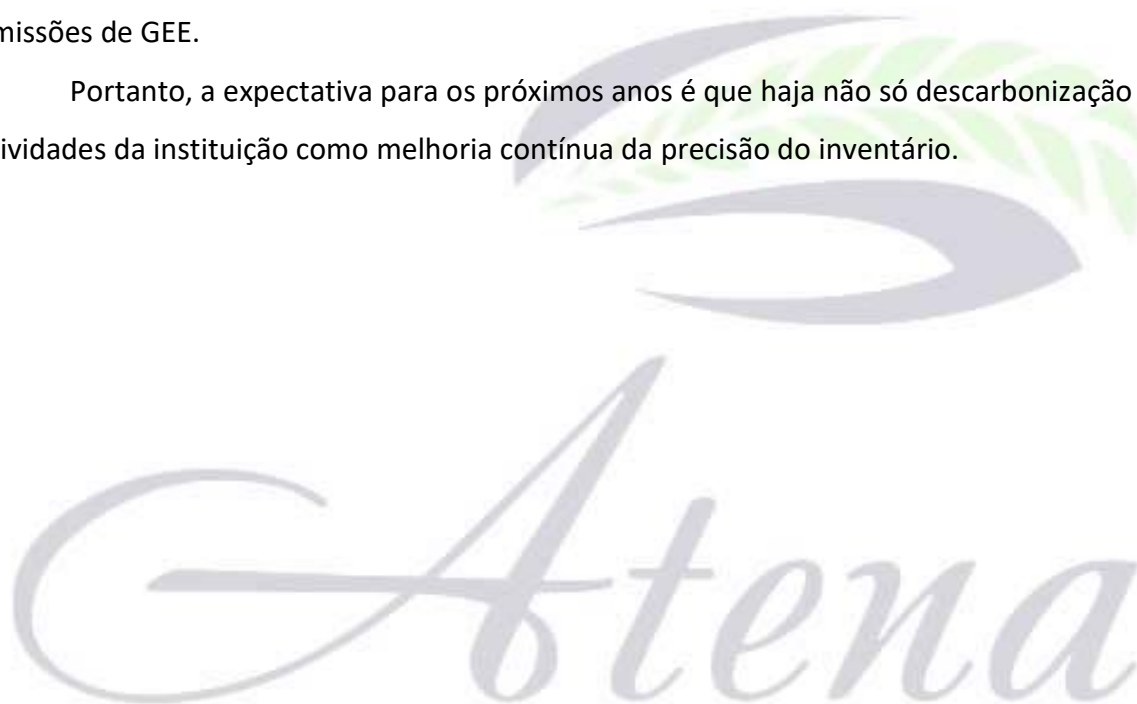 missões de GEE.
Portanto, a expectativa para os próximos anos é que haja não só descarbonização
ividades da instituição como melhoria contínua da precisão do inventário.
Atena